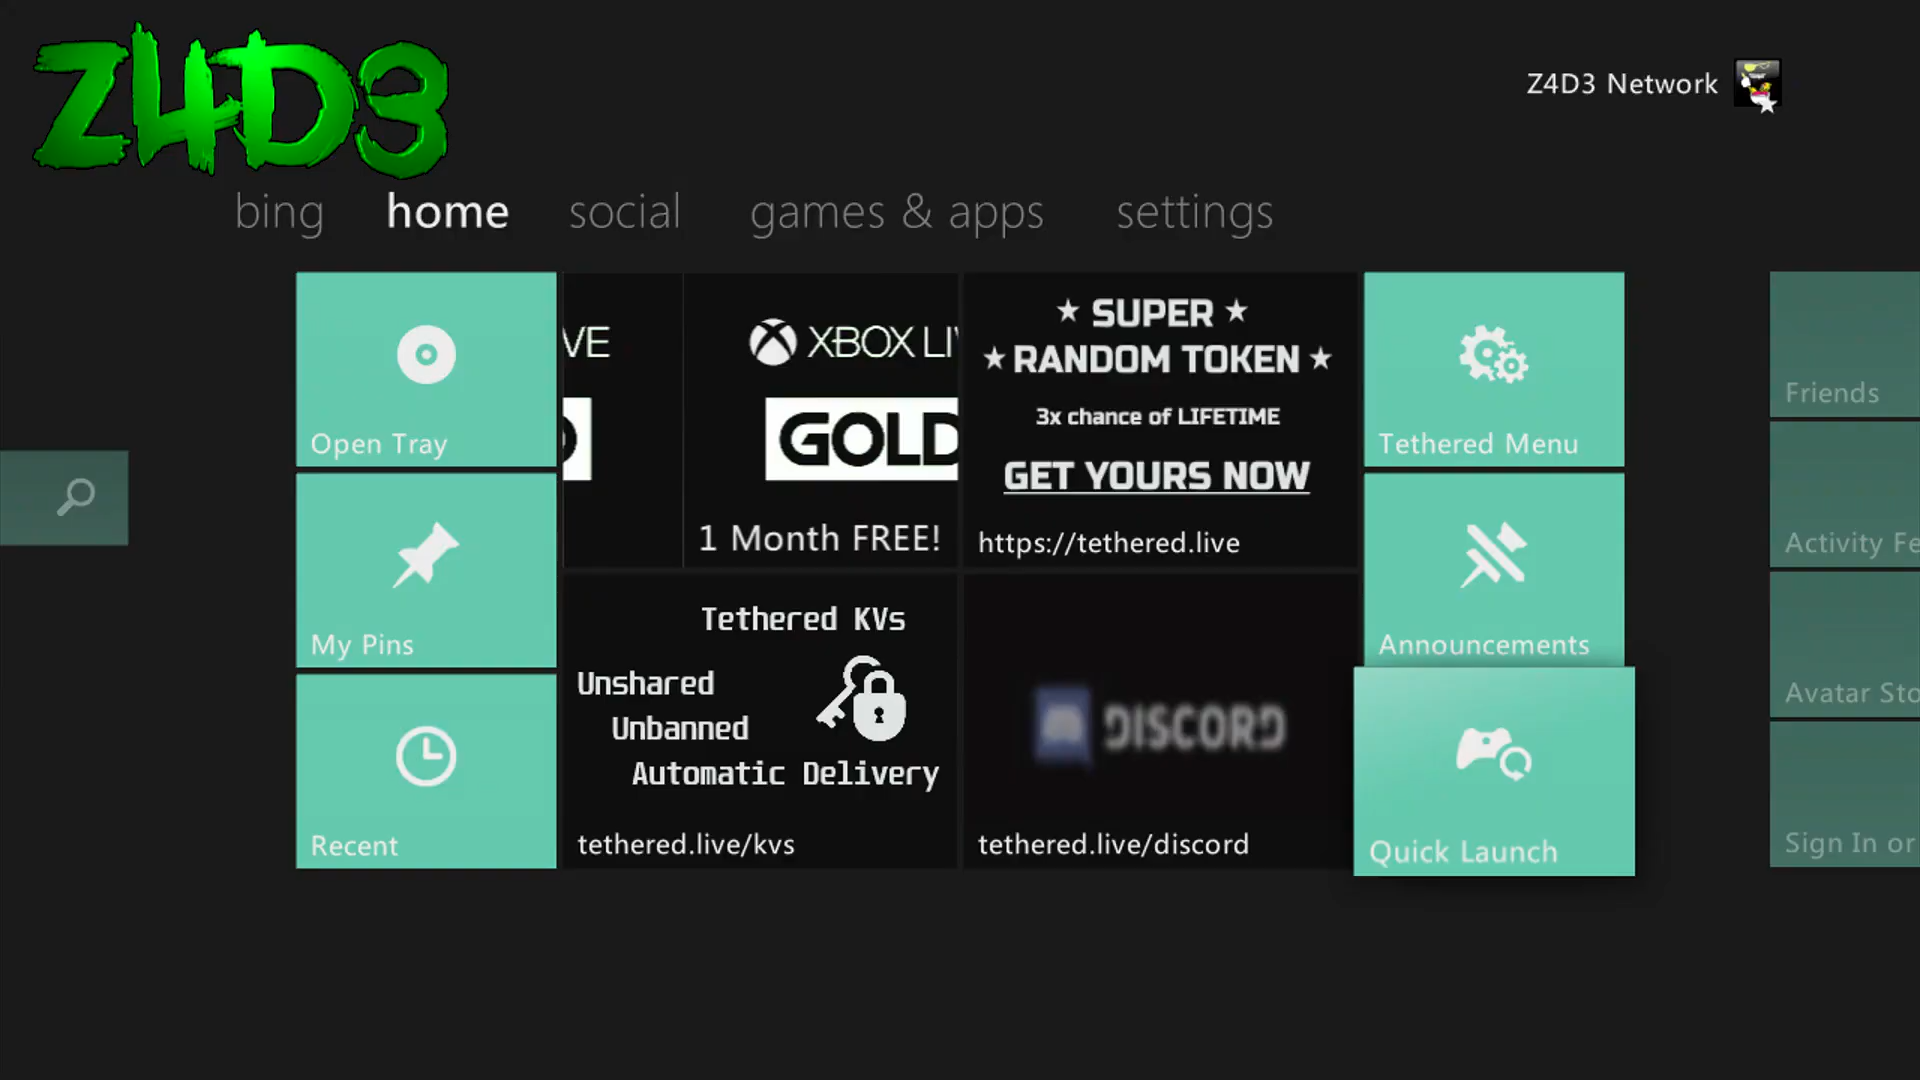 Z4D3
Z4D3 Network
bing home social games & apps settings
Open Tray
My Pins
Recent
VE
XBOX LIV
GOLD
1 Month FREE!
★ SUPER ★
★ RANDOM TOKEN ★
3x chance of LIFETIME
GET YOURS NOW
https://tethered.live
Tethered KVs
Unshared
Unbanned
Automatic Delivery
tethered.live/kvs
DISCORD
tethered.live/discord
Tethered Menu
Announcements
Quick Launch
Friends
Activity Fe
Avatar Sto
Sign In or